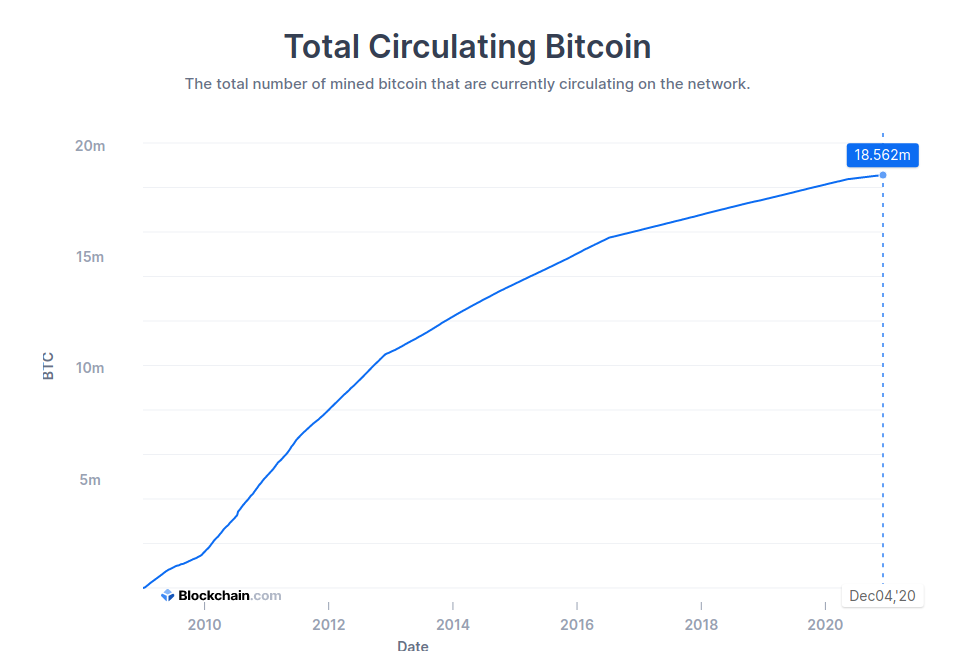 Total Circulating Bitcoin
The total number of mined bitcoin that are currently circulating on the network.
20m
18.562m
15m
BTC
10m
5m
Blockchain.com
Dec04,'20
2010 2012 2014 2016 2018 2020
Date